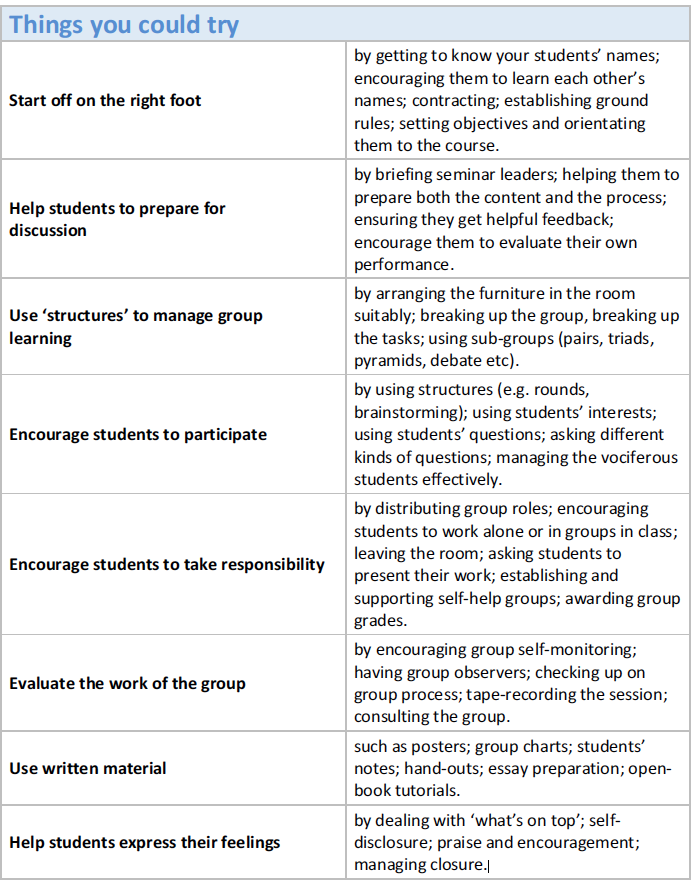 Things you could try
Start off on the right foot
by getting to know your students’ names;
encouraging them to learn each other’s
names; contracting; establishing ground
rules; setting objectives and orientating
them to the course.
Help students to prepare for
discussion
by briefing seminar leaders; helping them to
prepare both the content and the process;
ensuring they get helpful feedback;
encourage them to evaluate their own
performance.
Use ‘structures’ to manage group
learning
by arranging the furniture in the room
suitably; breaking up the group, breaking up
the tasks; using sub-groups (pairs, triads,
pyramids, debate etc).
Encourage students to participate
by using structures (e.g. rounds,
brainstorming); using students’ interests;
using students’ questions; asking different
kinds of questions; managing the vociferous
students effectively.
Encourage students to take responsibility
by distributing group roles; encouraging
students to work alone or in groups in class;
leaving the room; asking students to
present their work; establishing and
supporting self-help groups; awarding group
grades.
Evaluate the work of the group
by encouraging group self-monitoring;
having group observers; checking up on
group process; tape-recording the session;
consulting the group.
Use written material
such as posters; group charts; students’
notes; hand-outs; essay preparation; open-
book tutorials.
Help students express their feelings
by dealing with ‘what’s on top’; self-
disclosure; praise and encouragement;
managing closure.